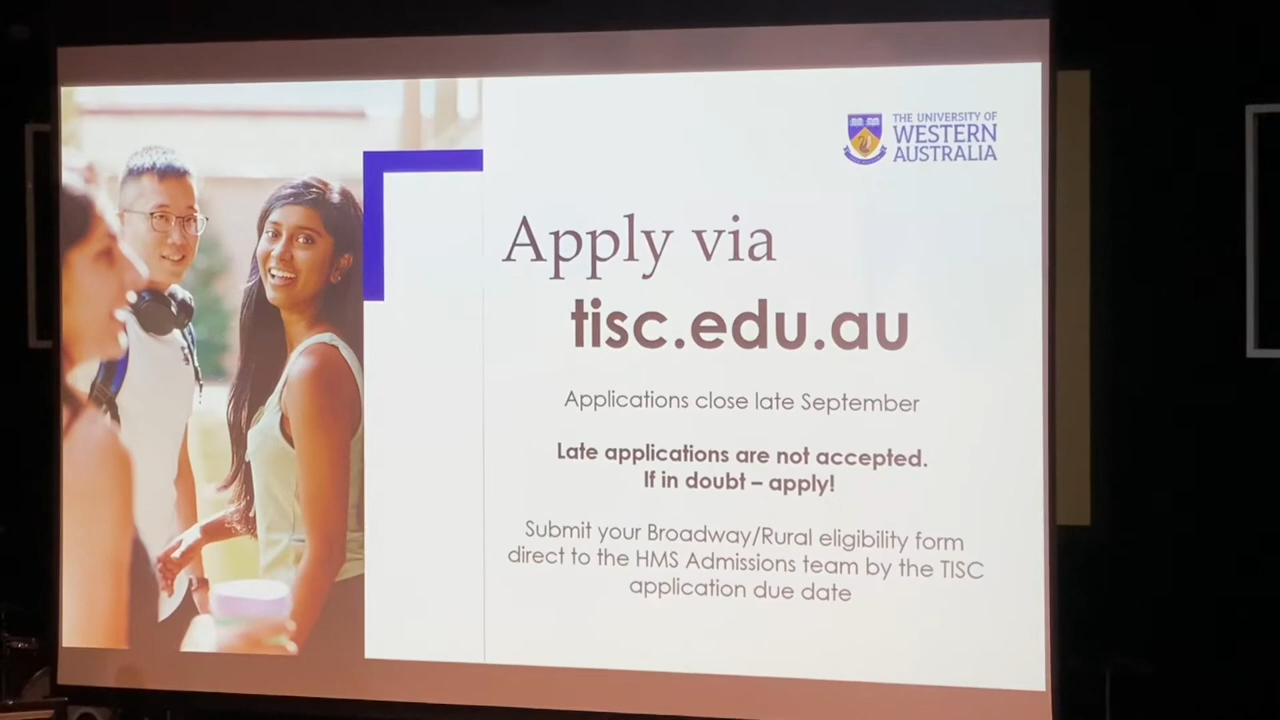 THE UNIVERSITY OF
WESTERN
AUSTRALIA
Apply via
tisc.edu.au
Applications close late September
Late applications are not accepted.
If in doubt – apply!
Submit your Broadway/Rural eligibility form
direct to the HMS Admissions team by the TISC
application due date